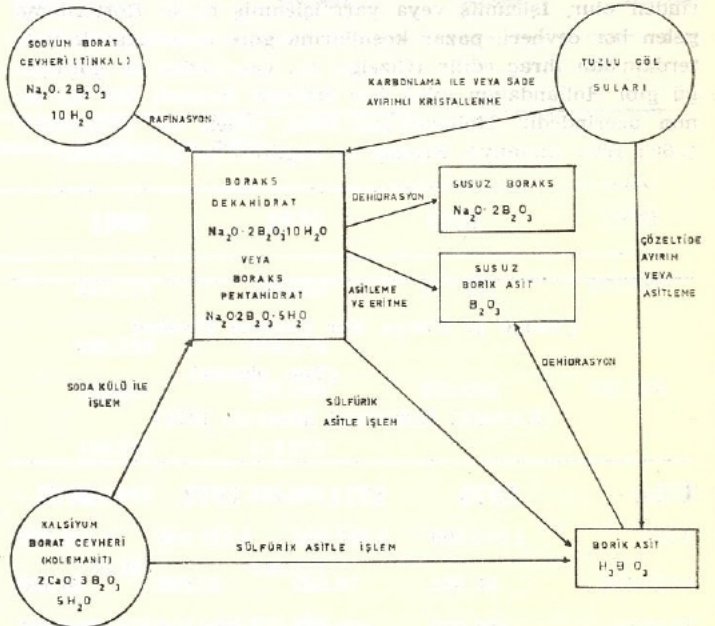 SODYUM BORAT
CEVHERİ (TİNKAL)
Na₂O. 2B₂O₃
10H₂O
TUZLU GÖL
SULARI
KARBONLAMA İLE VEYA SADE
AYIRIMLI KRİSTALLENME
RAFİNASYON
BORAKS
DEKAHİDRAT
Na₂O·2B₂O₃·10H₂O
VEYA
BORAKS
PENTAHİDRAT
Na₂O2B₂O₃·5H₂O
DEHİDRASYON
SUSUZ BORAKS
Na₂O·2B₂O₃
ASİTLEME
VE ERİTME
SUSUZ
BORİK ASİT
B₂O₃
ÇÖZELTİDE
AYIRIM
VEYA
ASİTLEME
DEHİDRASYON
SODA KÜLÜ İLE
İŞLEM
SÜLFÜRİK
ASİTLE İŞLEM
KALSİYUM
BORAT CEVHERİ
(KOLEMANİT)
2CaO·3B₂O₃
5H₂O
SÜLFÜRİK ASİTLE İŞLEM
BORİK ASİT
H₃BO₃